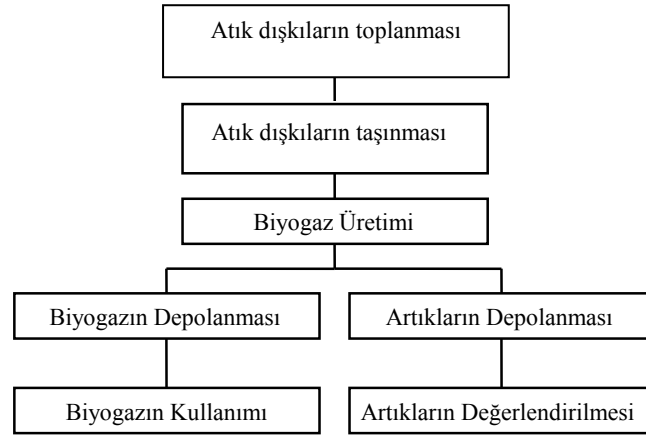 Atık dışkıların toplanması
Atık dışkıların taşınması
Biyogaz Üretimi
Biyogazın Depolanması
Artıkların Depolanması
Biyogazın Kullanımı
Artıkların Değerlendirilmesi